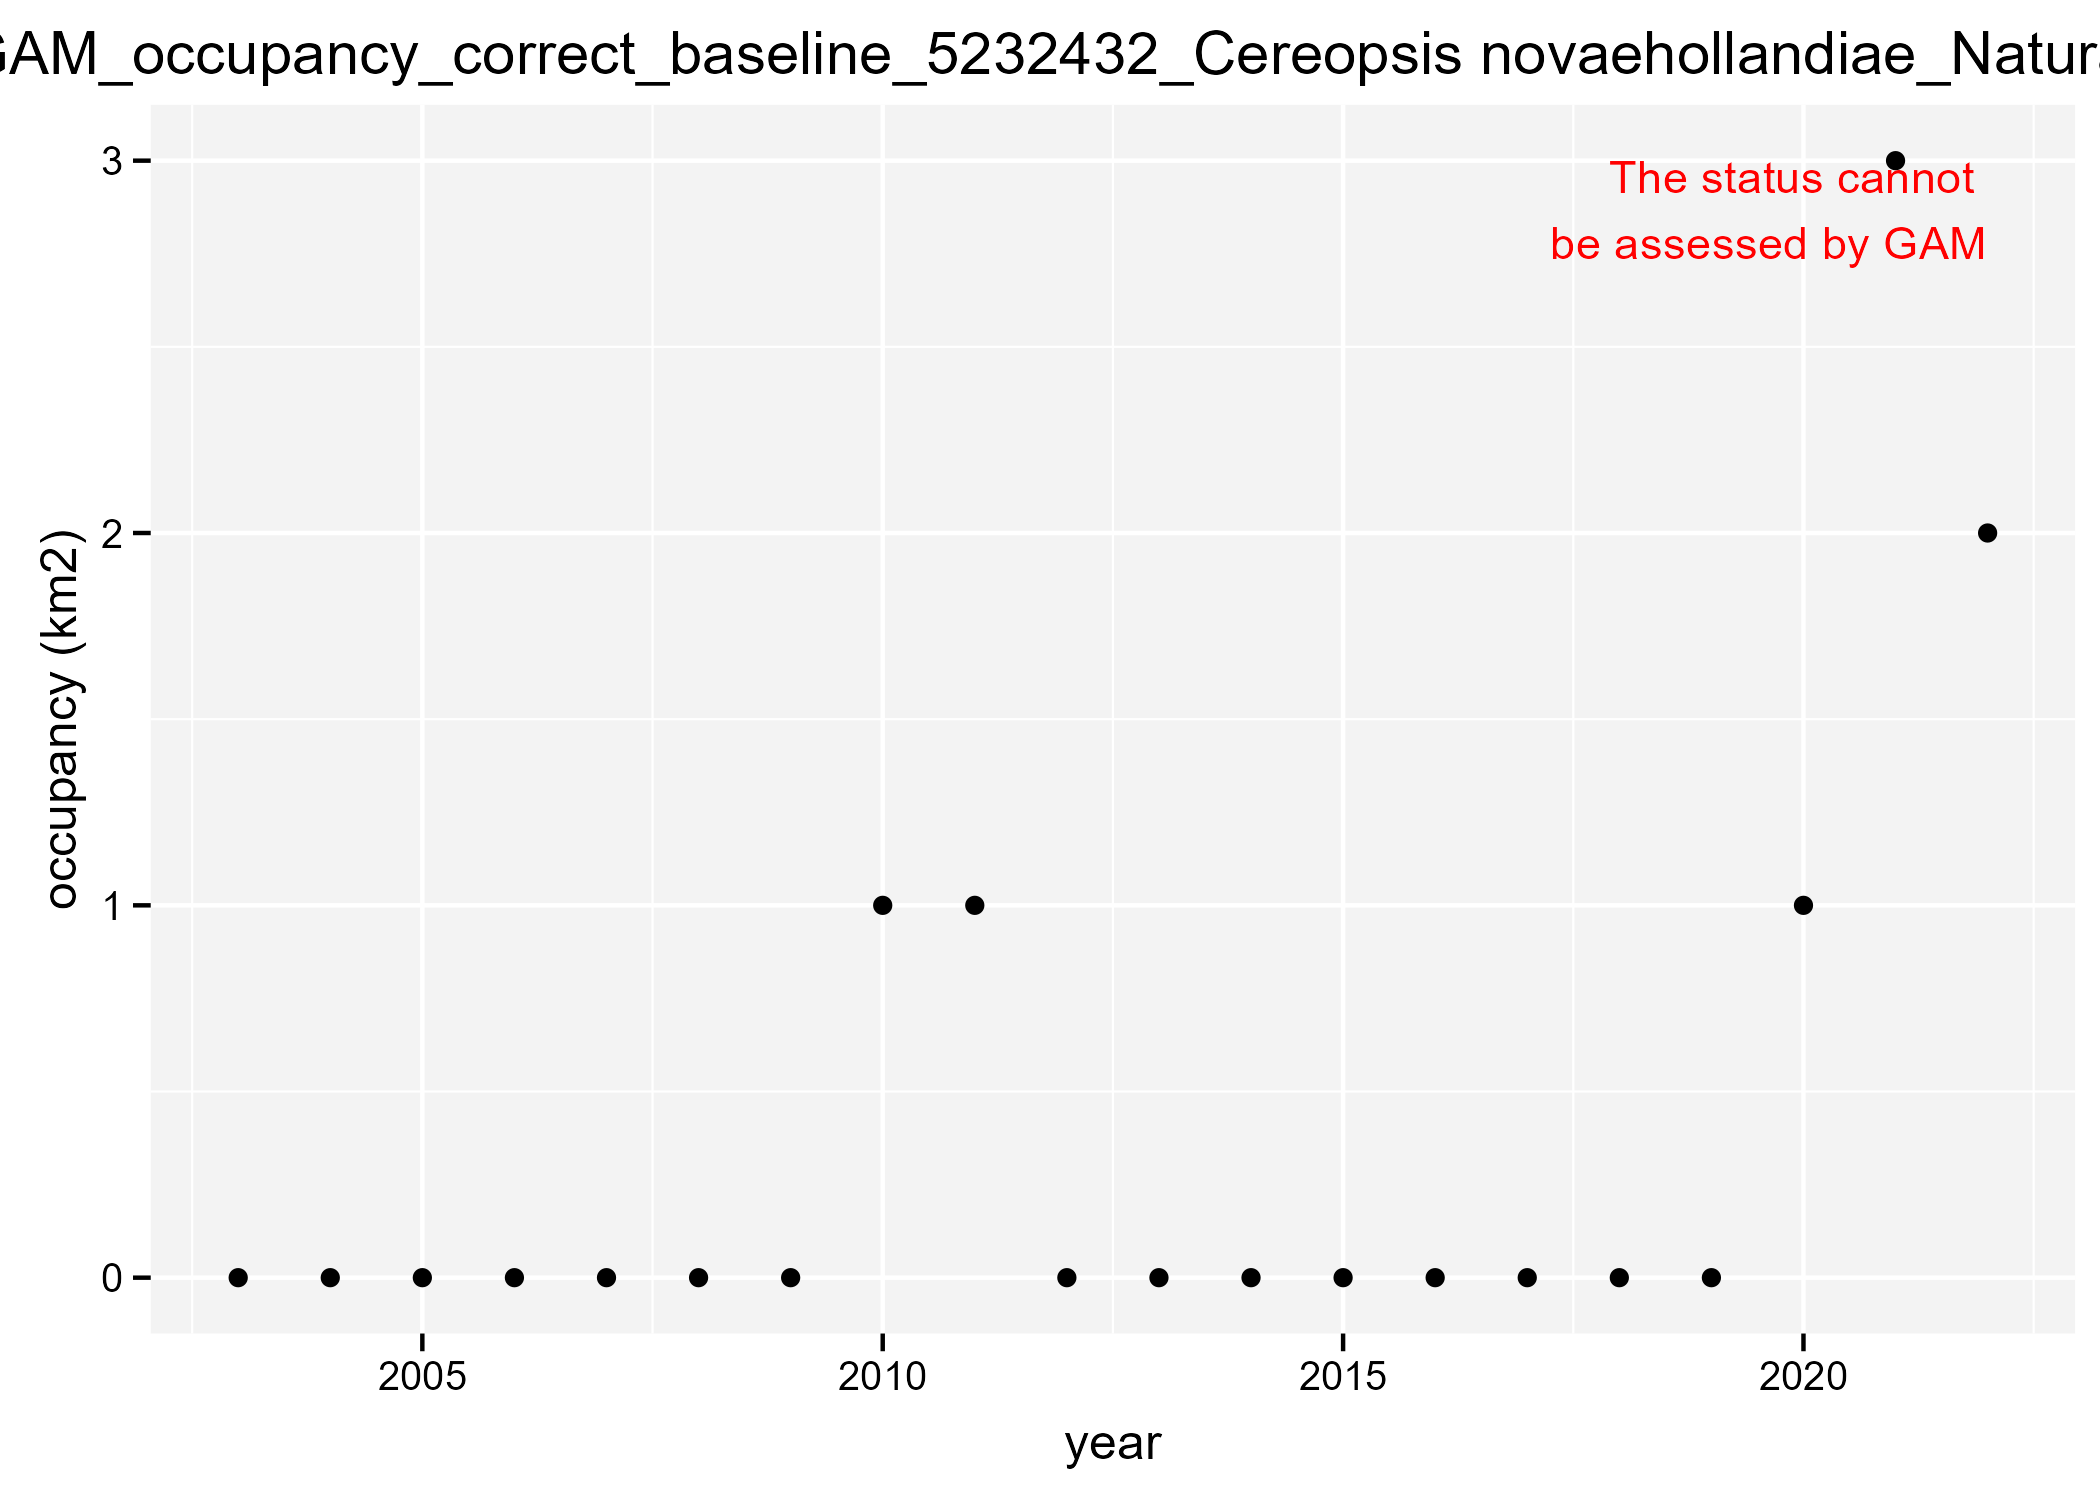 GAM_occupancy_correct_baseline_5232432_Cereopsis novaehollandiae_Natura
3
The status cannot
be assessed by GAM
2
occupancy (km2)
1
0
2005 2010 2015 2020
year